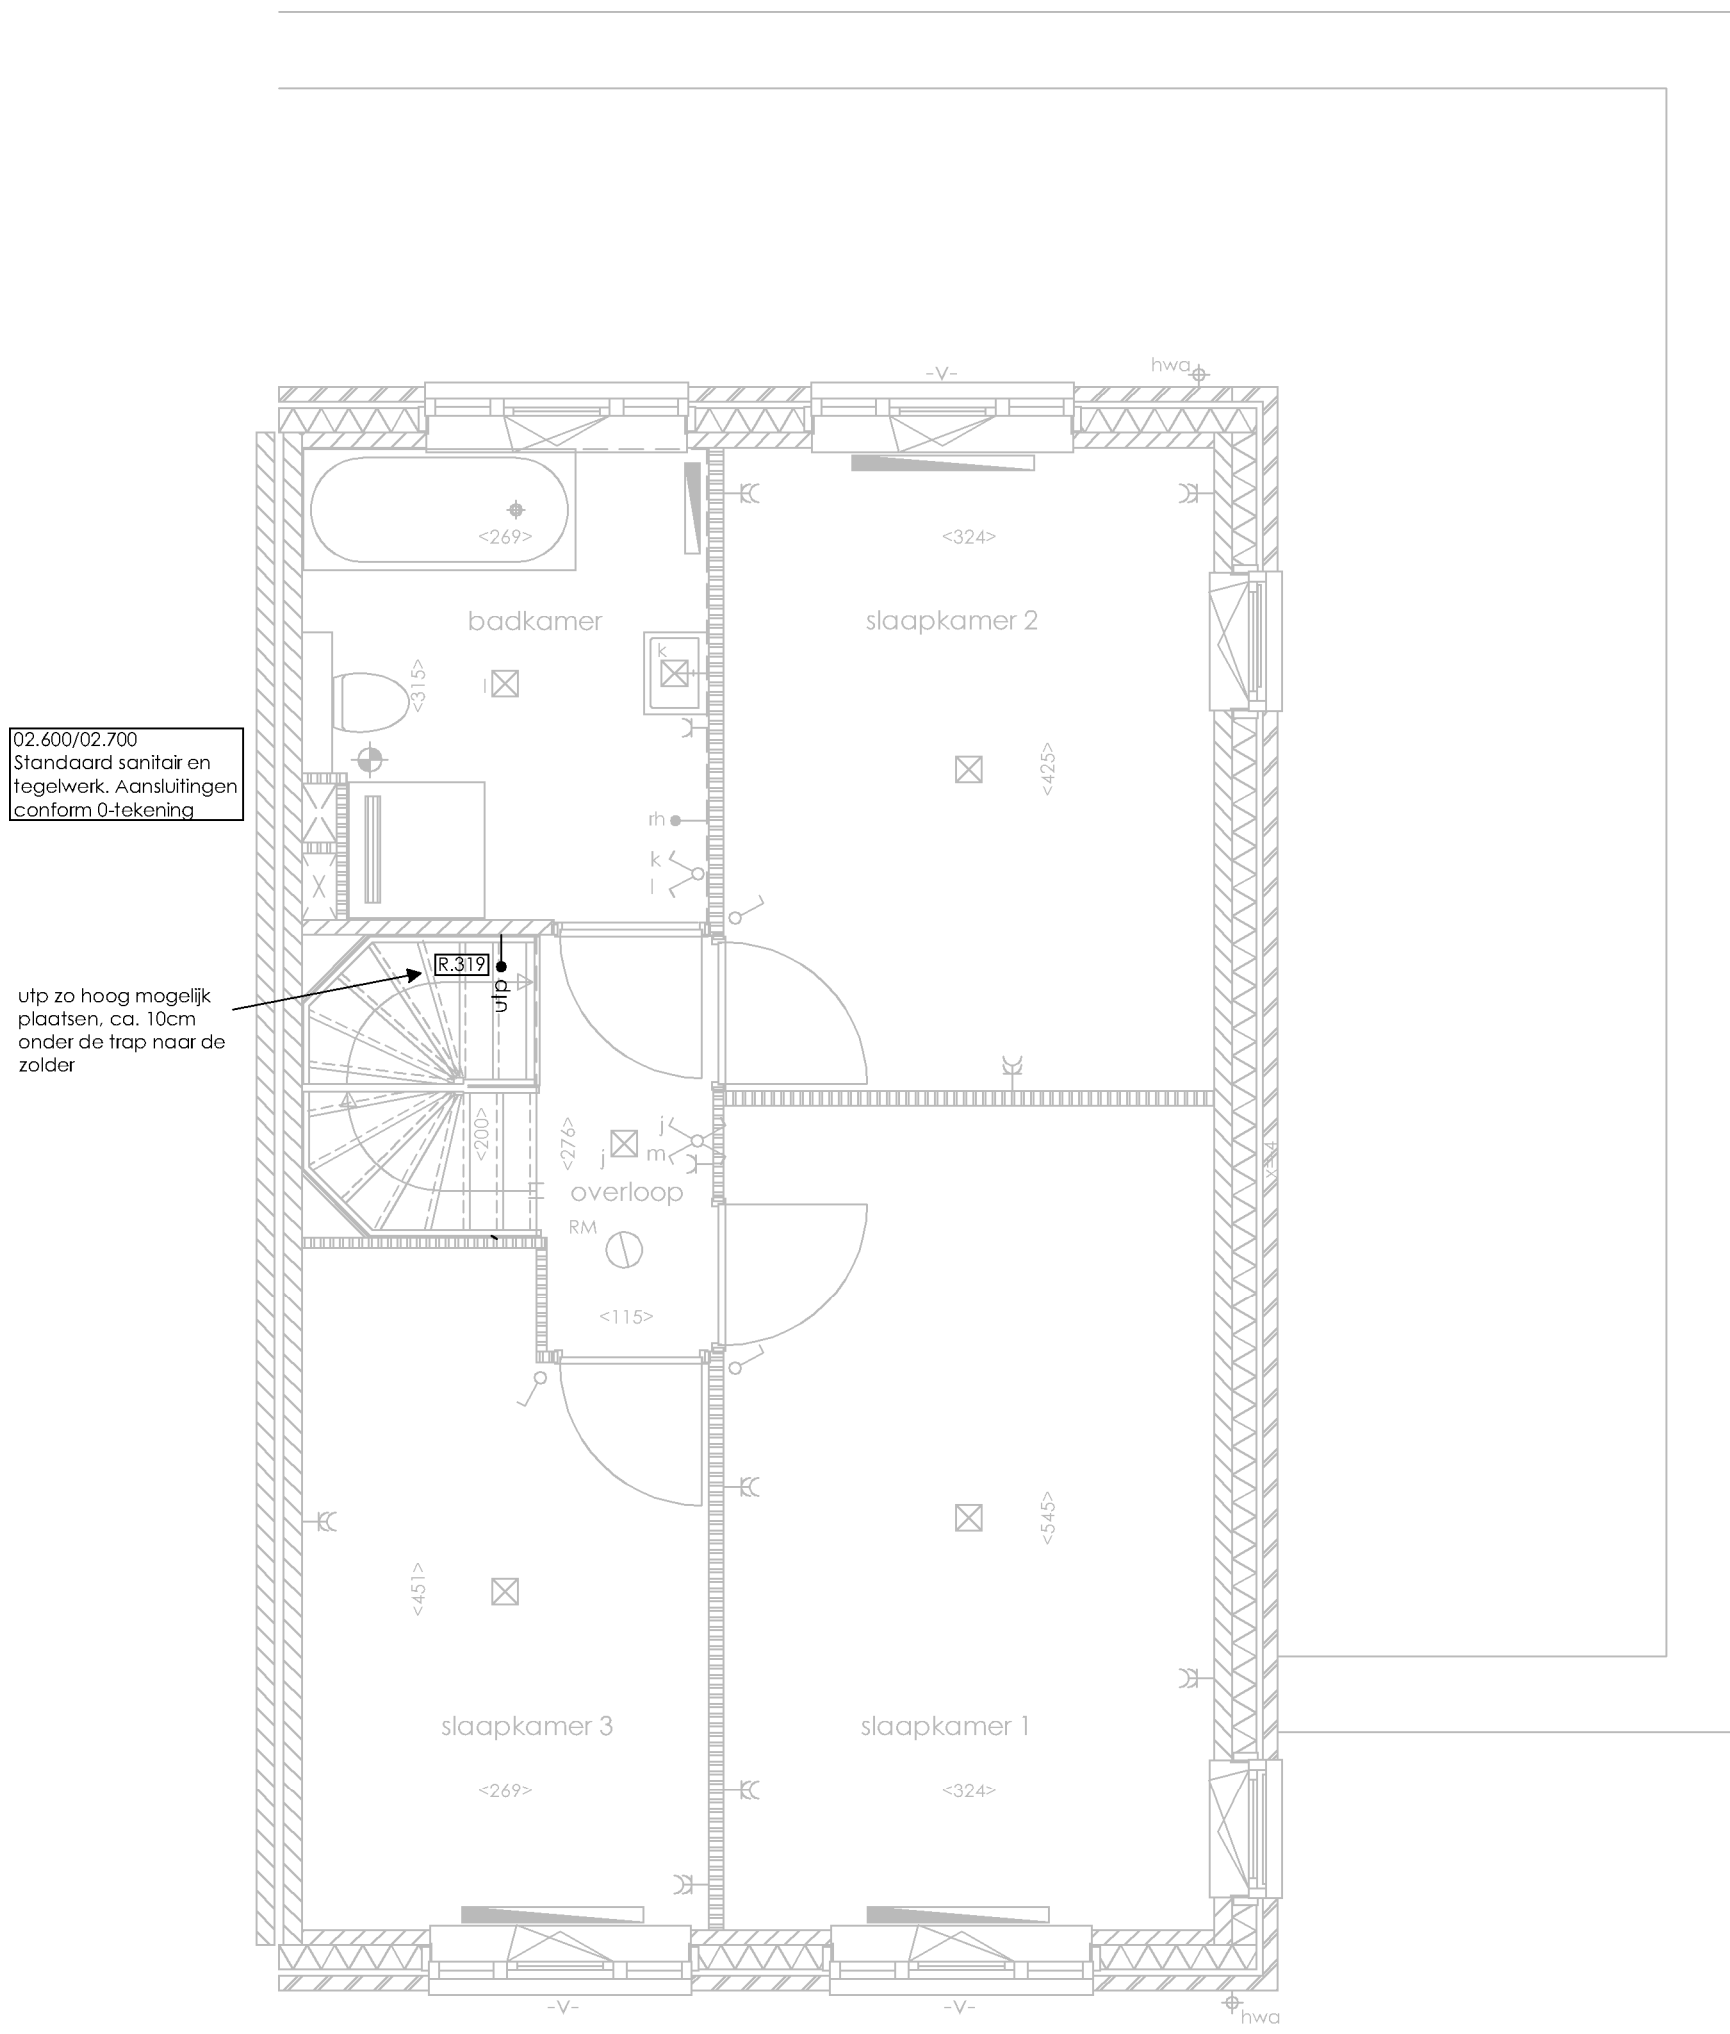 -V-
hwa
<269>
<324>
badkamer
slaapkamer 2
k
l
<315>
<425>
02.600/02.700
Standaard sanitair en
tegelwerk. Aansluitingen
conform 0-tekening
rh
k
l
R.319
utp
utp zo hoog mogelijk
plaatsen, ca. 10cm
onder de trap naar de
zolder
<200>
<276>
j
j
m
x=14
overloop
RM
<115>
<545>
<451>
slaapkamer 3
slaapkamer 1
<269>
<324>
-V-
-V-
hwa